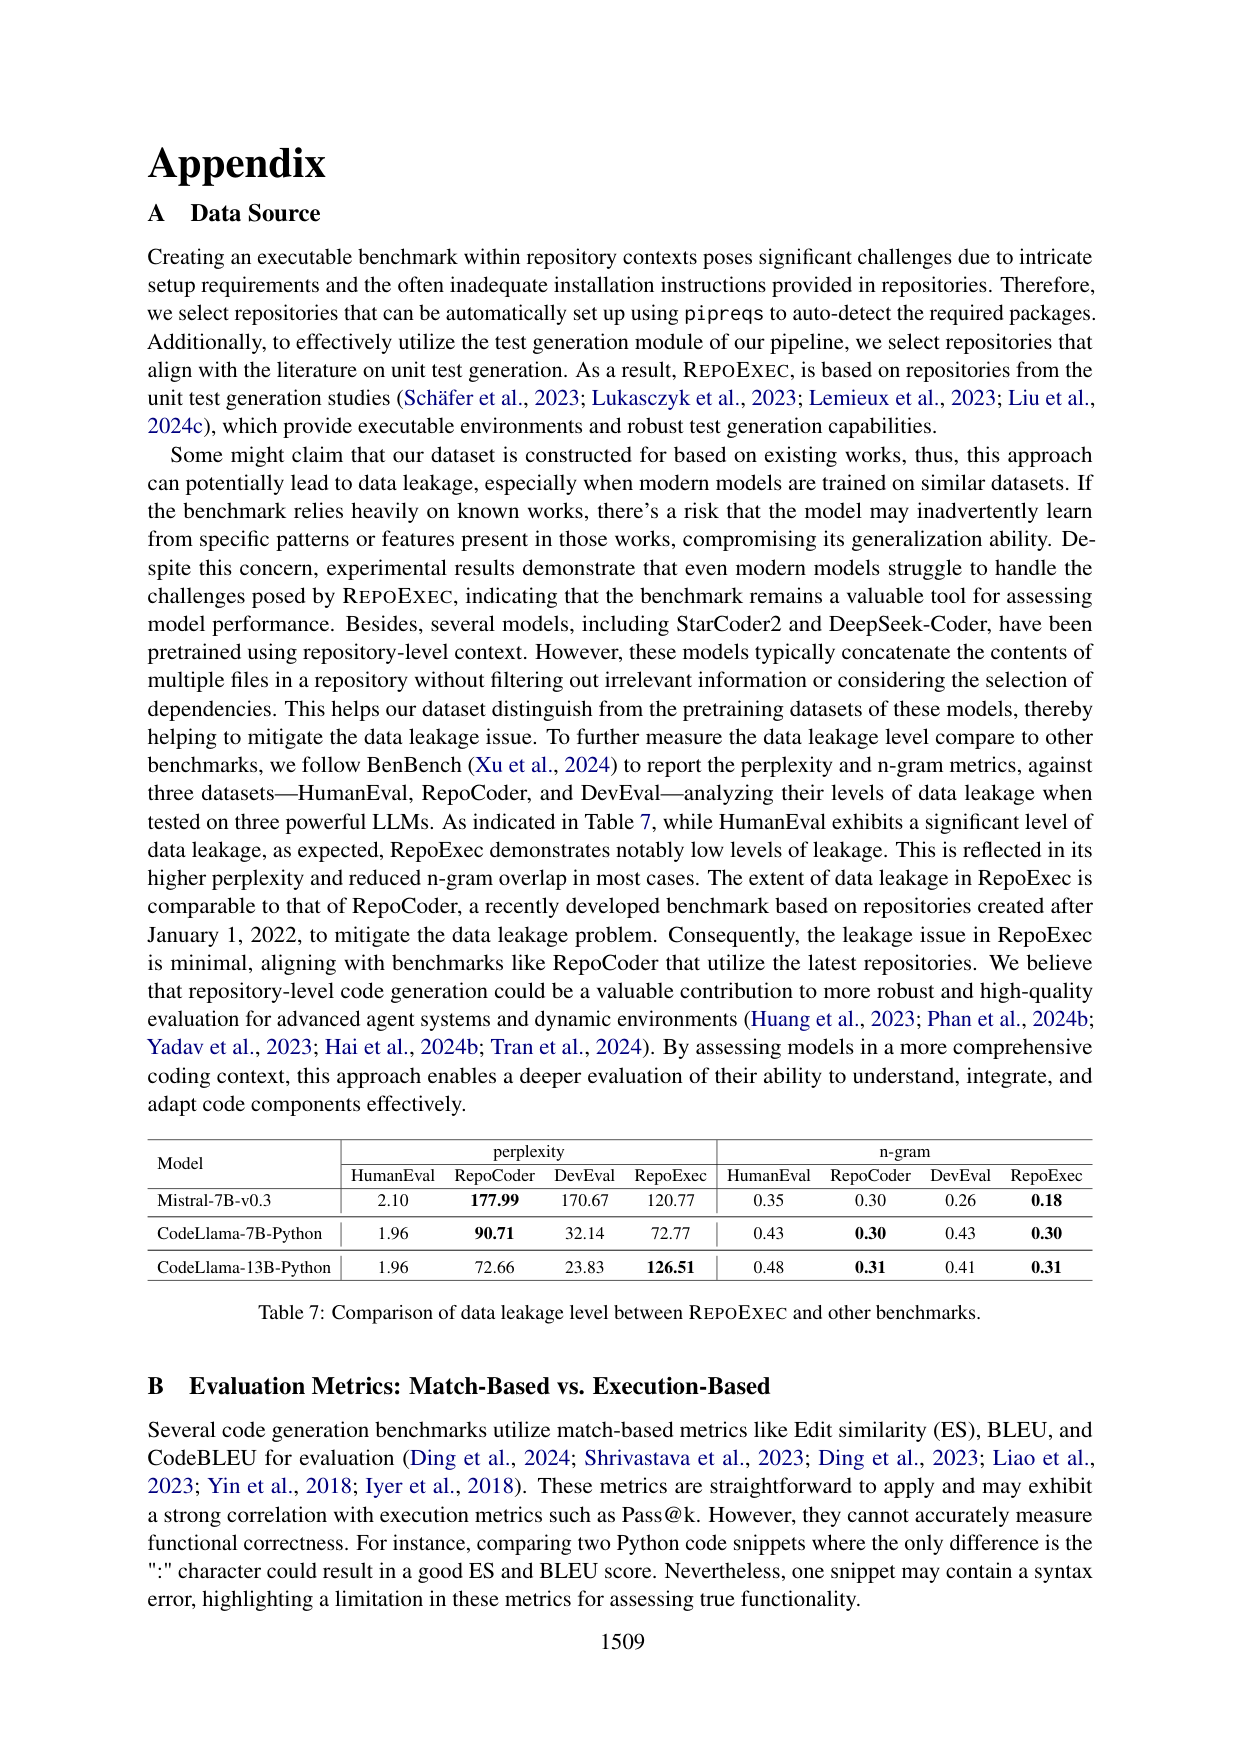 Appendix
A Data Source
Creating an executable benchmark within repository contexts poses significant challenges due to intricate
setup requirements and the often inadequate installation instructions provided in repositories. Therefore,
we select repositories that can be automatically set up using pipreqs to auto-detect the required packages.
Additionally, to effectively utilize the test generation module of our pipeline, we select repositories that
align with the literature on unit test generation. As a result, REPOEXEC, is based on repositories from the
unit test generation studies (Schäfer et al., 2023; Lukasczyk et al., 2023; Lemieux et al., 2023; Liu et al.,
2024c), which provide executable environments and robust test generation capabilities.
Some might claim that our dataset is constructed for based on existing works, thus, this approach
can potentially lead to data leakage, especially when modern models are trained on similar datasets. If
the benchmark relies heavily on known works, there's a risk that the model may inadvertently learn
from specific patterns or features present in those works, compromising its generalization ability. De-
spite this concern, experimental results demonstrate that even modern models struggle to handle the
challenges posed by REPOEXEC, indicating that the benchmark remains a valuable tool for assessing
model performance. Besides, several models, including StarCoder2 and DeepSeek-Coder, have been
pretrained using repository-level context. However, these models typically concatenate the contents of
multiple files in a repository without filtering out irrelevant information or considering the selection of
dependencies. This helps our dataset distinguish from the pretraining datasets of these models, thereby
helping to mitigate the data leakage issue. To further measure the data leakage level compare to other
benchmarks, we follow BenBench (Xu et al., 2024) to report the perplexity and n-gram metrics, against
three datasets—HumanEval, RepoCoder, and DevEval—analyzing their levels of data leakage when
tested on three powerful LLMs. As indicated in Table 7, while HumanEval exhibits a significant level of
data leakage, as expected, RepoExec demonstrates notably low levels of leakage. This is reflected in its
higher perplexity and reduced n-gram overlap in most cases. The extent of data leakage in RepoExec is
comparable to that of RepoCoder, a recently developed benchmark based on repositories created after
January 1, 2022, to mitigate the data leakage problem. Consequently, the leakage issue in RepoExec
is minimal, aligning with benchmarks like RepoCoder that utilize the latest repositories. We believe
that repository-level code generation could be a valuable contribution to more robust and high-quality
evaluation for advanced agent systems and dynamic environments (Huang et al., 2023; Phan et al., 2024b;
Yadav et al., 2023; Hai et al., 2024b; Tran et al., 2024). By assessing models in a more comprehensive
coding context, this approach enables a deeper evaluation of their ability to understand, integrate, and
adapt code components effectively.
Model perplexity n-gram
HumanEval RepoCoder DevEval RepoExec HumanEval RepoCoder DevEval RepoExec
Mistral-7B-v0.3 2.10 177.99 170.67 120.77 0.35 0.30 0.26 0.18
CodeLlama-7B-Python 1.96 90.71 32.14 72.77 0.43 0.30 0.43 0.30
CodeLlama-13B-Python 1.96 72.66 23.83 126.51 0.48 0.31 0.41 0.31
Table 7: Comparison of data leakage level between REPOEXEC and other benchmarks.
B Evaluation Metrics: Match-Based vs. Execution-Based
Several code generation benchmarks utilize match-based metrics like Edit similarity (ES), BLEU, and
CodeBLEU for evaluation (Ding et al., 2024; Shrivastava et al., 2023; Ding et al., 2023; Liao et al.,
2023; Yin et al., 2018; Iyer et al., 2018). These metrics are straightforward to apply and may exhibit
a strong correlation with execution metrics such as Pass@k. However, they cannot accurately measure
functional correctness. For instance, comparing two Python code snippets where the only difference is the
":" character could result in a good ES and BLEU score. Nevertheless, one snippet may contain a syntax
error, highlighting a limitation in these metrics for assessing true functionality.
1509